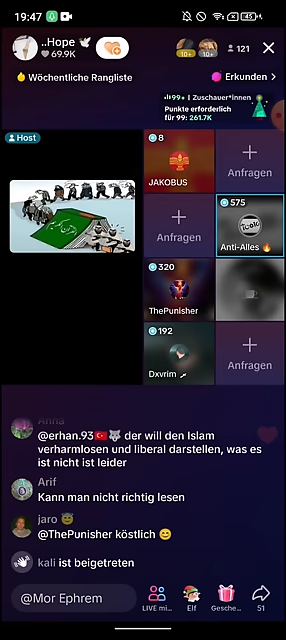 19:47
45
..Hope 🕊
69.9K
10+
10+
121
Wöchentliche Rangliste
Erkunden >
99+ | Zuschauer*innen
Punkte erforderlich
für 99: 261.7K
Host
8
JAKOBUS
Anfragen
Anfragen
575
Anti-Alles 🔥
320
ThePunisher
192
Dxvrim
Anfragen
Anna
@erhan.93🇹🇷🐺 der will den Islam
verharmlosen und liberal darstellen, was es
ist nicht ist leider
Arif
Kann man nicht richtig lesen
jaro 😇
@ThePunisher köstlich 😊
kali ist beigetreten
@Mor Ephrem
LIVE mi...
Elf
Gesche...
51